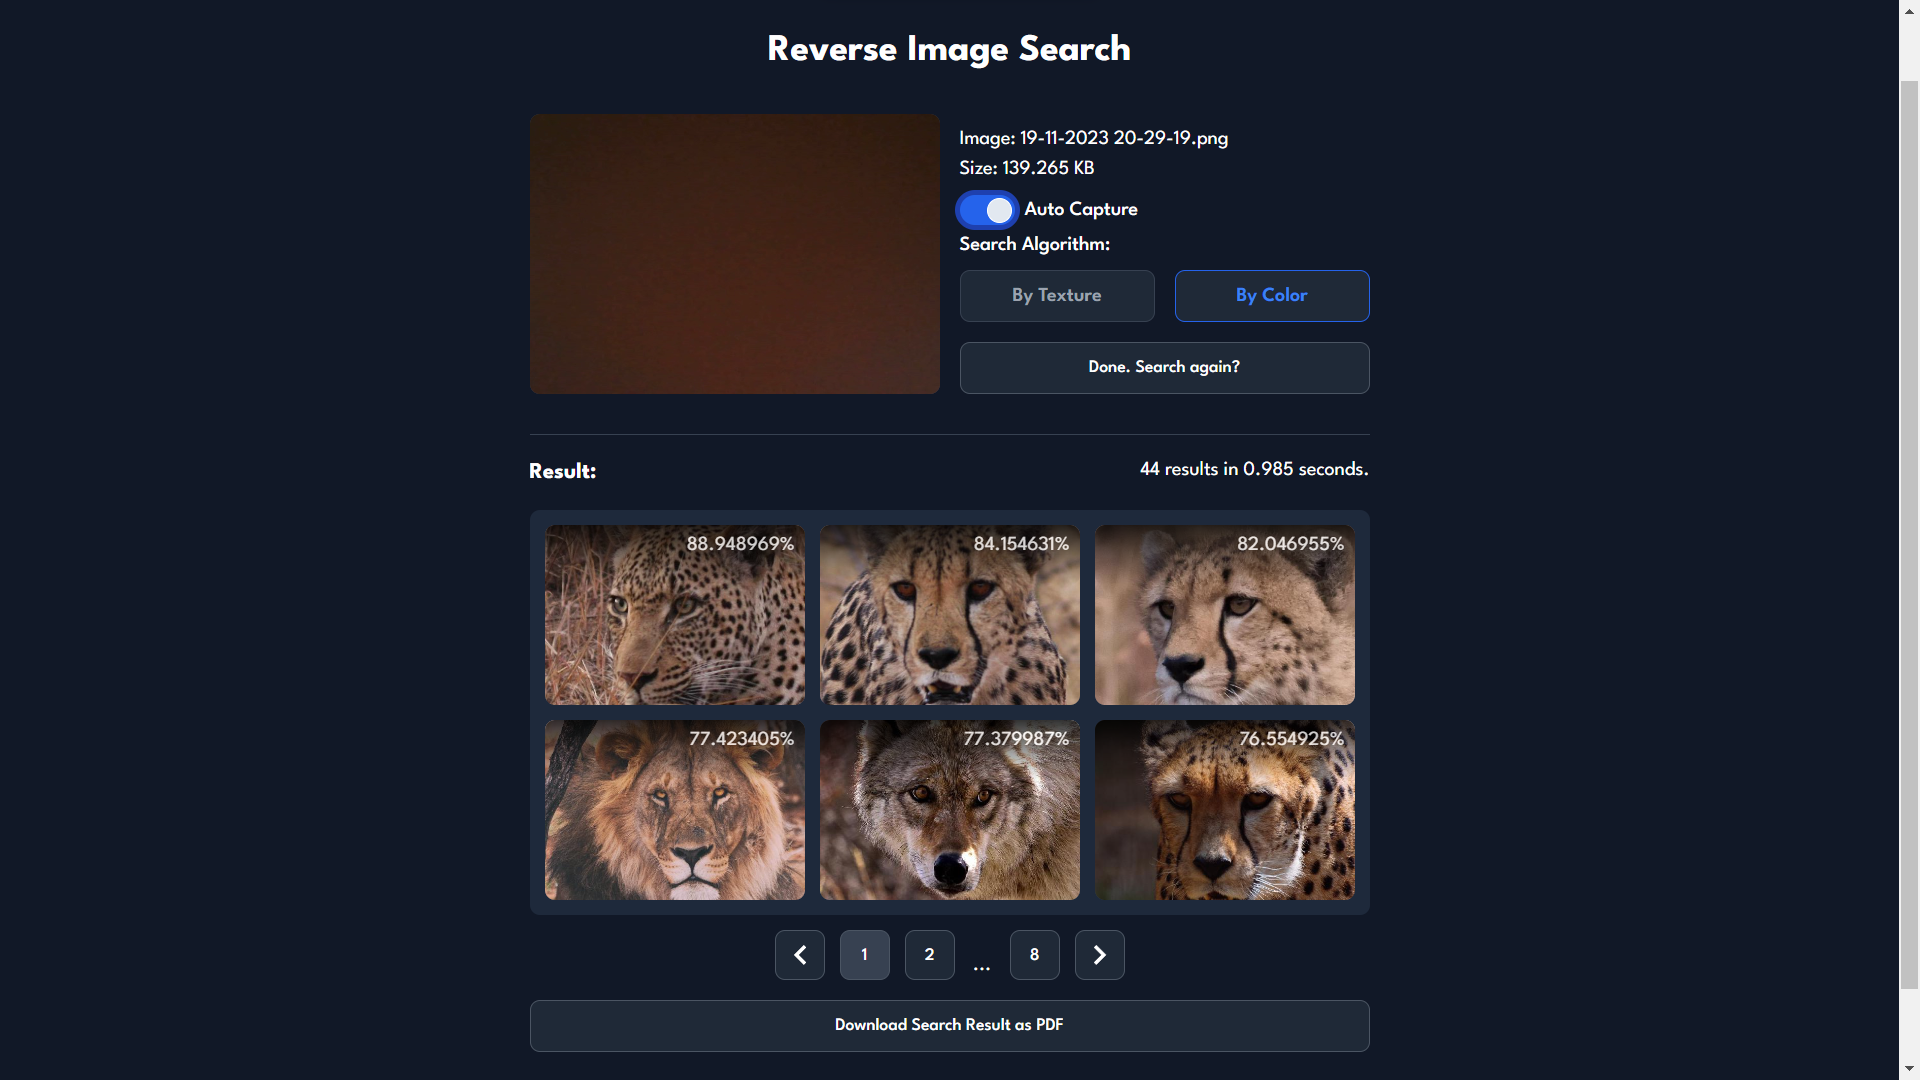 Reverse Image Search
Image: 19-11-2023 20-29-19.png
Size: 139.265 KB
Auto Capture
Search Algorithm:
By Texture
By Color
Done. Search again?
Result:
44 results in 0.985 seconds.
88.948969%
84.154631%
82.046955%
77.423405%
77.379987%
76.554925%
1
2
...
8
Download Search Result as PDF